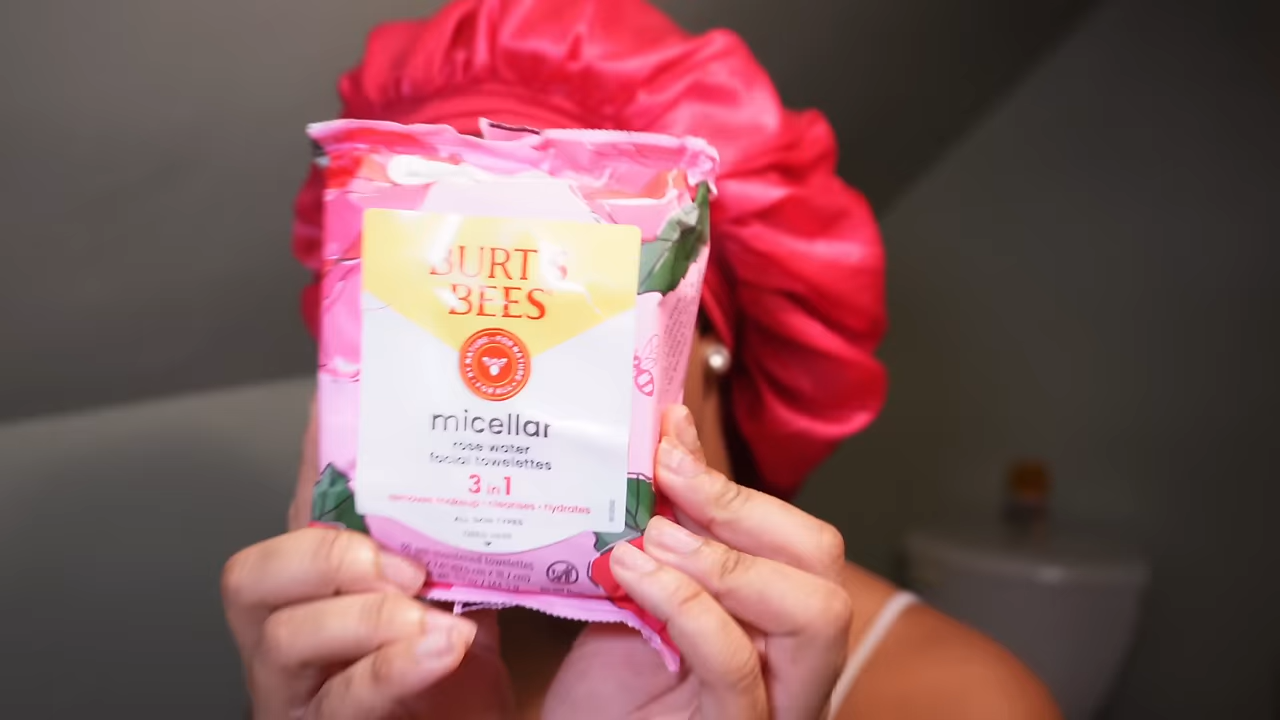 BURT'S
BEES
micellar
rose water
facial towelettes
3 in 1
removes makeup • cleanses • hydrates
ALL SKIN TYPES